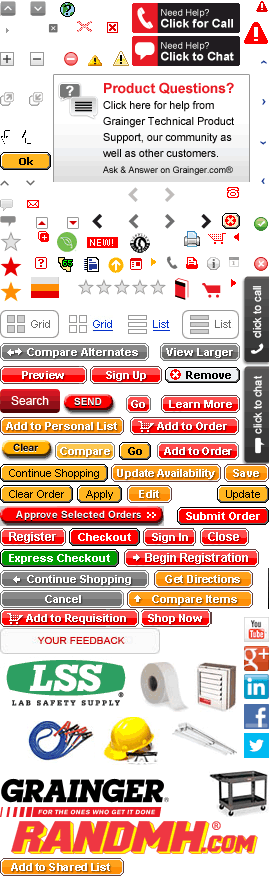 Need Help?
Click for Call
Need Help?
Click to Chat
Product Questions?
Click here for help from
Grainger Technical Product
Support, our community as
well as other customers.
Ask & Answer on Grainger.com®
Ok
NEW!
Grid
Grid
List
List
click to call
Compare Alternates
View Larger
Preview
Sign Up
Remove
click to chat
Search
SEND
Go
Learn More
Add to Personal List
Add to Order
Clear
Compare
Go
Add to Order
Continue Shopping
Update Availability
Save
Clear Order
Apply
Edit
Update
Approve Selected Orders
Submit Order
Register
Checkout
Sign In
Close
Express Checkout
Begin Registration
Continue Shopping
Get Directions
Cancel
Compare Items
Add to Requisition
Shop Now
YOUR FEEDBACK
You
Tube
g+
in
f
LSS®
LAB SAFETY SUPPLY®
GRAINGER®
FOR THE ONES WHO GET IT DONE
RANDMH.COM
Add to Shared List